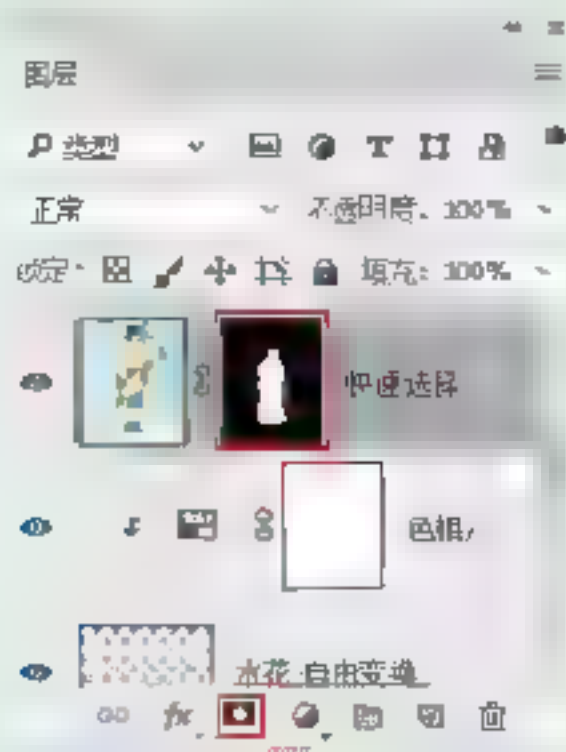 图层
类型
正常 不透明度: 100%
锁定: 填充: 100%
快速选择
色相/
水花 自由变换
fx